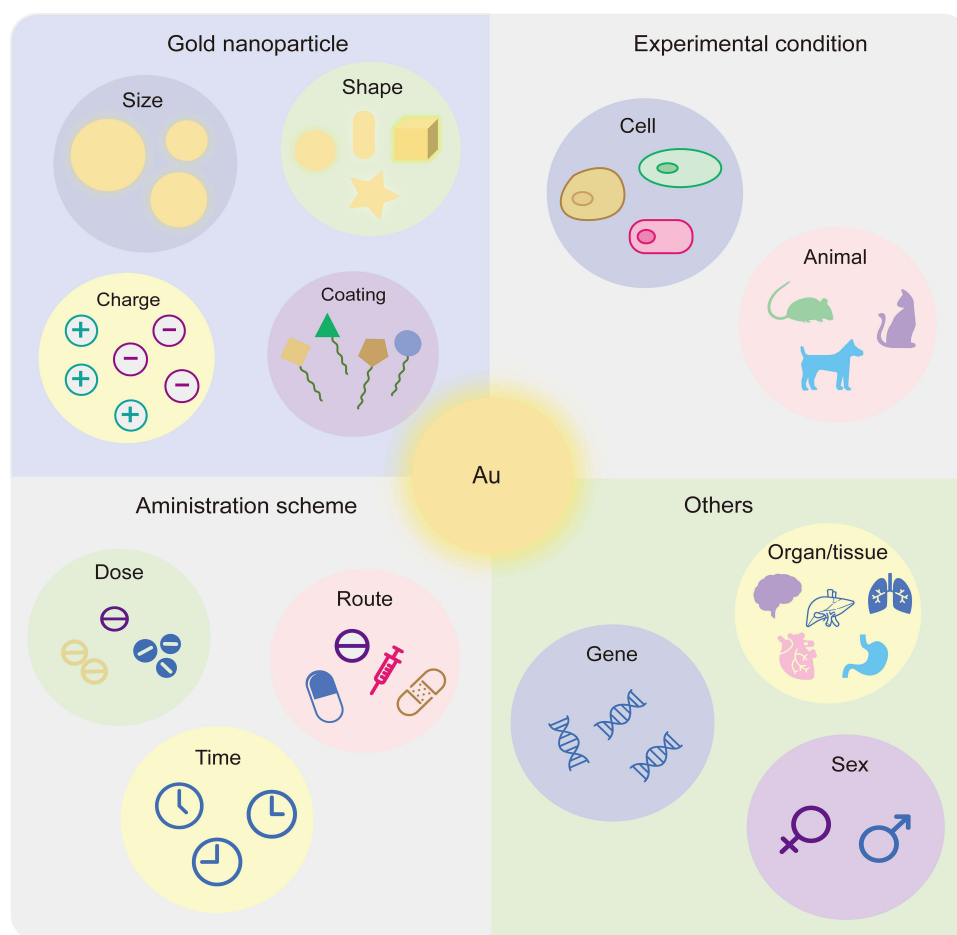 Gold nanoparticle
Size
Shape
Charge
Coating
Experimental condition
Cell
Animal
Au
Aministration scheme
Dose
Route
Time
Others
Organ/tissue
Gene
Sex